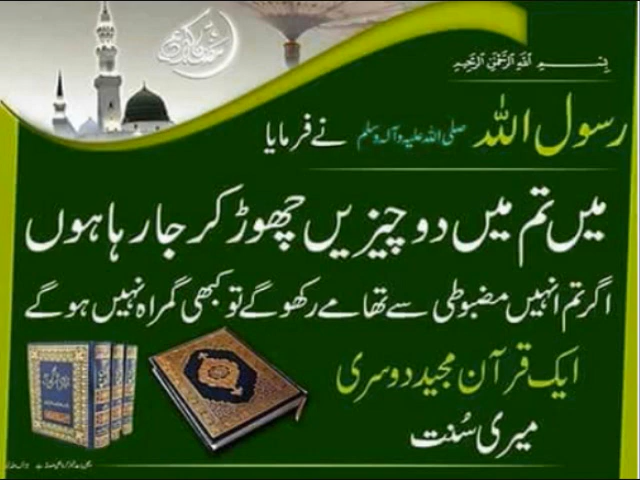 بِسْمِ اللهِ الرَّحْمٰنِ الرَّحِيْمِ
رسول اللہ صلی اللہ علیہ وآلہ وسلم نے فرمایا
میں تم میں دو چیزیں چھوڑ کر جا رہا ہوں
اگر تم انہیں مضبوطی سے تھامے رکھو گے تو کبھی گمراہ نہیں ہو گے
ایک قرآن مجید دوسری
میری سُنت